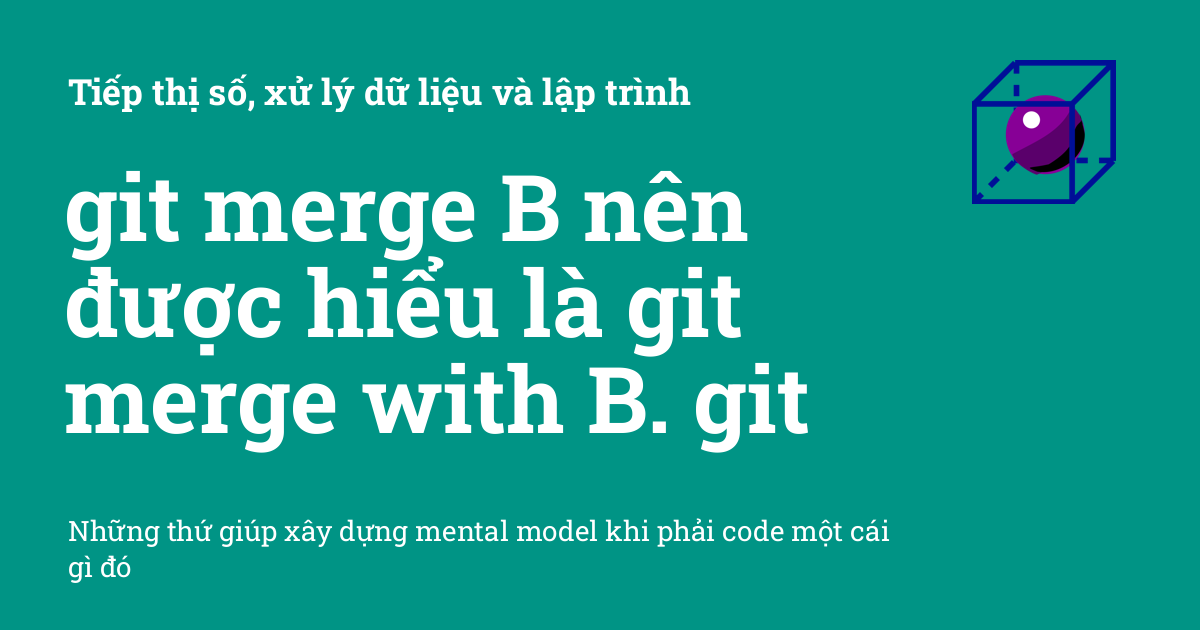 Tiếp thị số, xử lý dữ liệu và lập trình
git merge B nên
được hiểu là git
merge with B. git
Những thứ giúp xây dựng mental model khi phải code một cái
gì đó